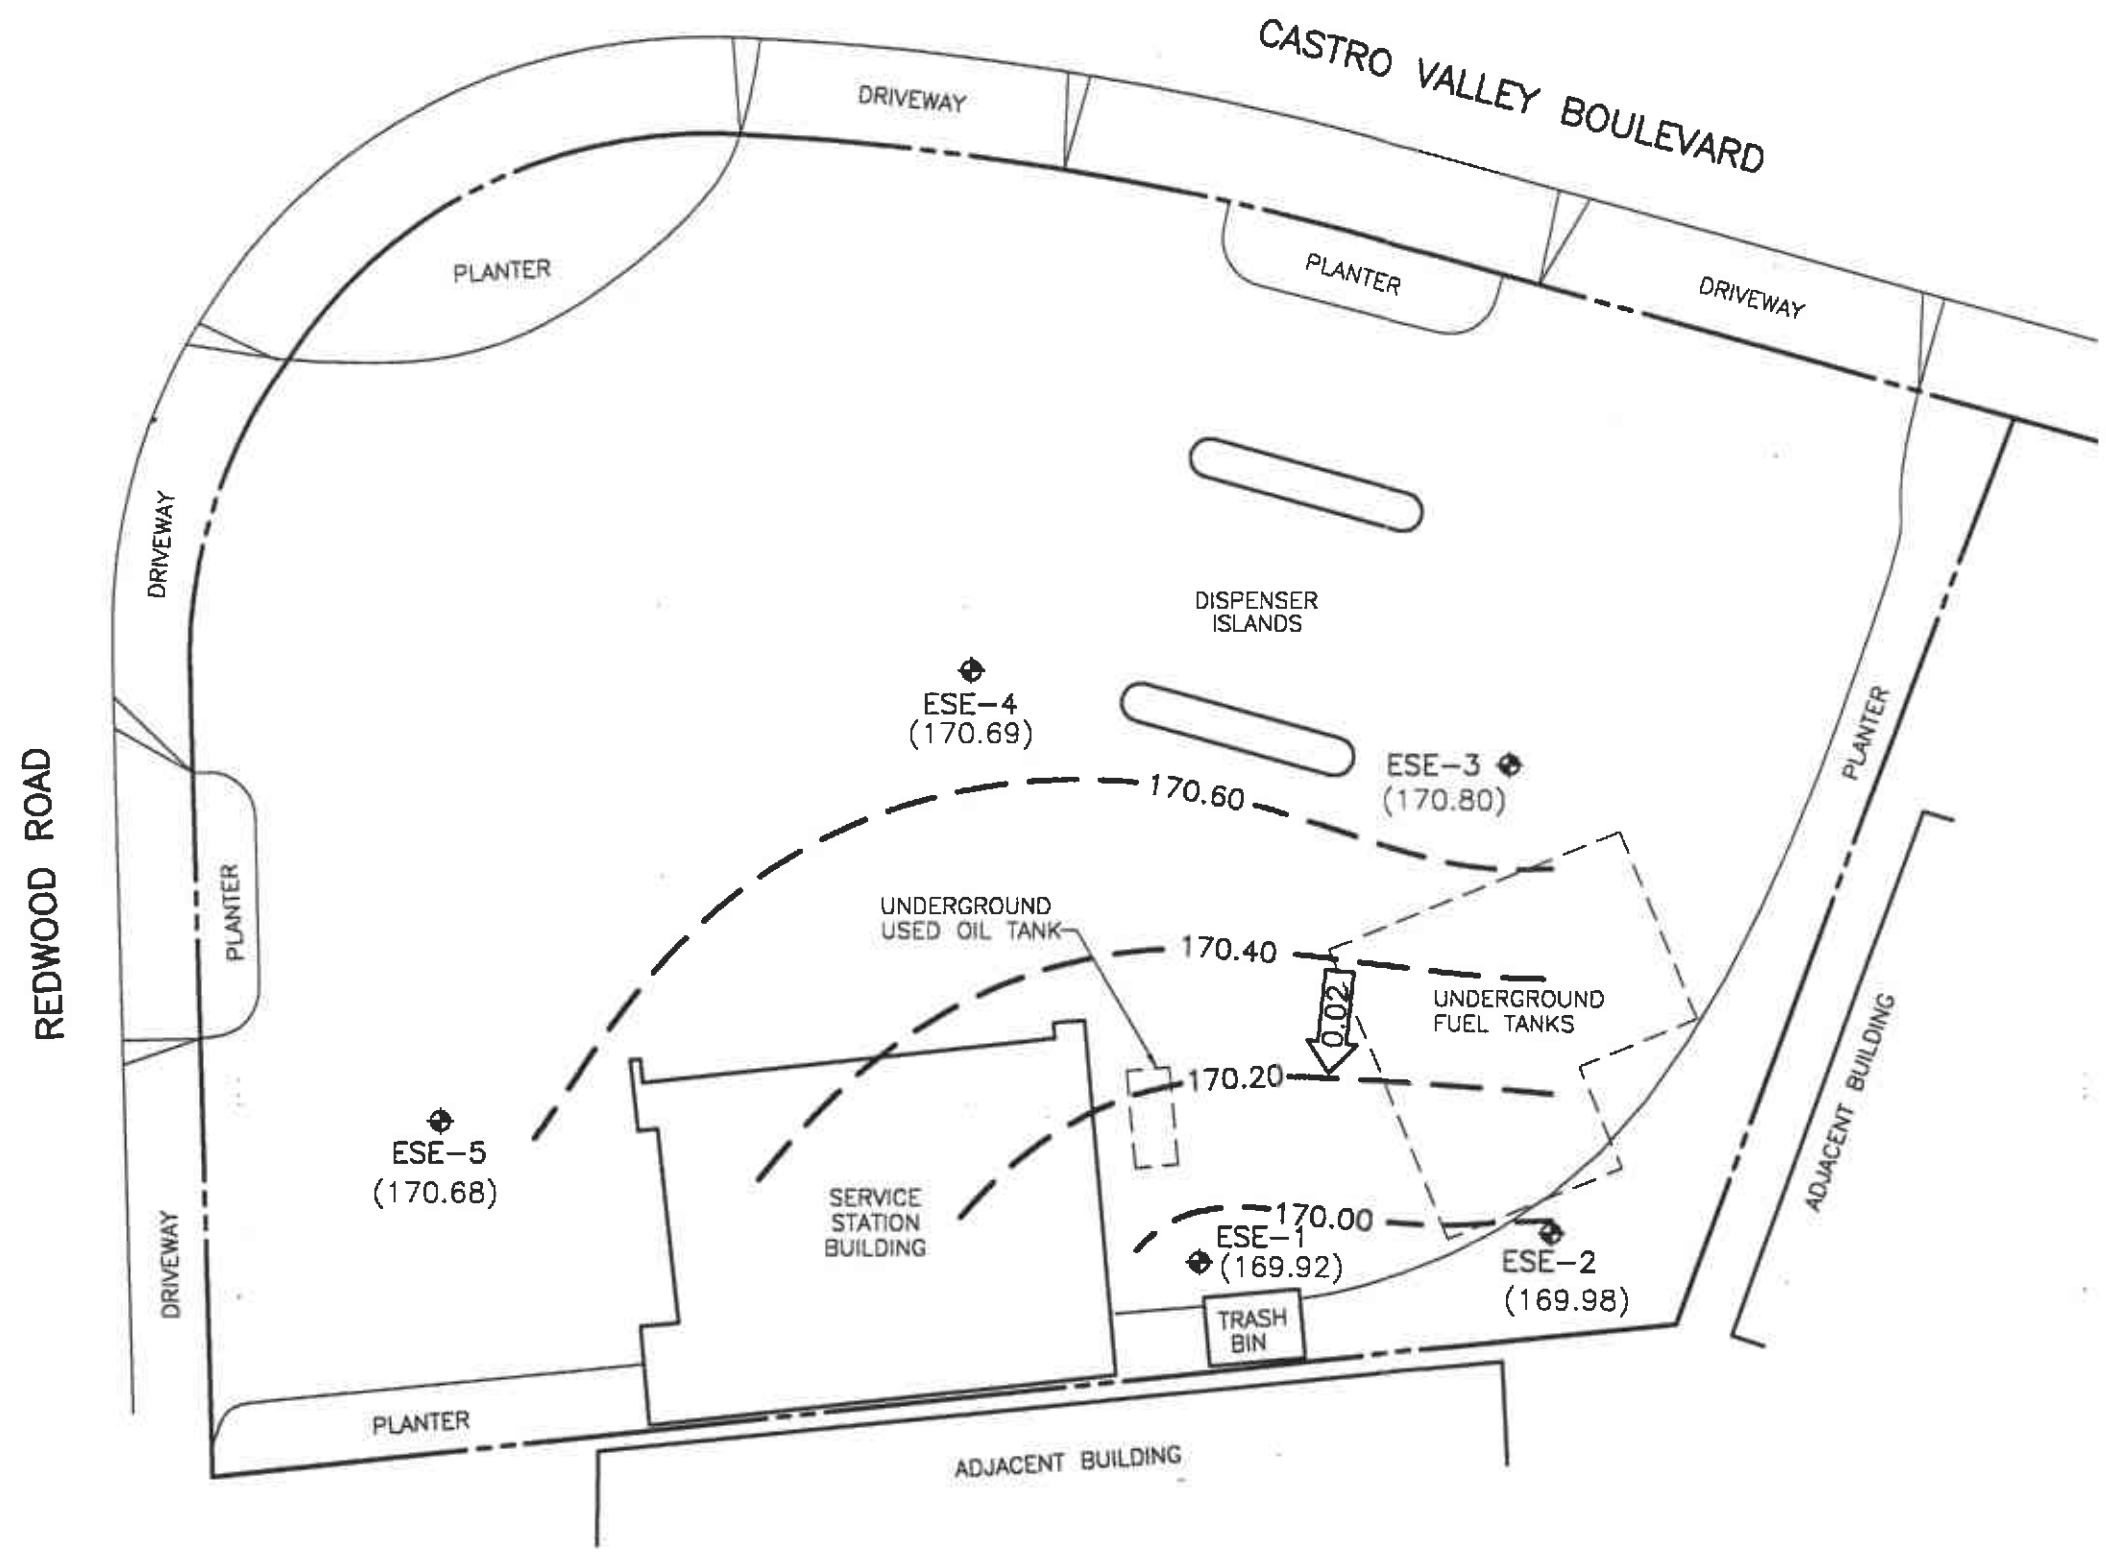 CASTRO VALLEY BOULEVARD
DRIVEWAY
PLANTER
PLANTER
DRIVEWAY
DRIVEWAY
DISPENSER
ISLANDS
ESE-4
(170.69)
ESE-3
(170.80)
PLANTER
170.60
REDWOOD ROAD
PLANTER
UNDERGROUND
USED OIL TANK
170.40
0.02
UNDERGROUND
FUEL TANKS
170.20
ADJACENT BUILDING
ESE-5
(170.68)
SERVICE
STATION
BUILDING
170.00
ESE-1
(169.92)
ESE-2
(169.98)
DRIVEWAY
TRASH
BIN
PLANTER
ADJACENT BUILDING